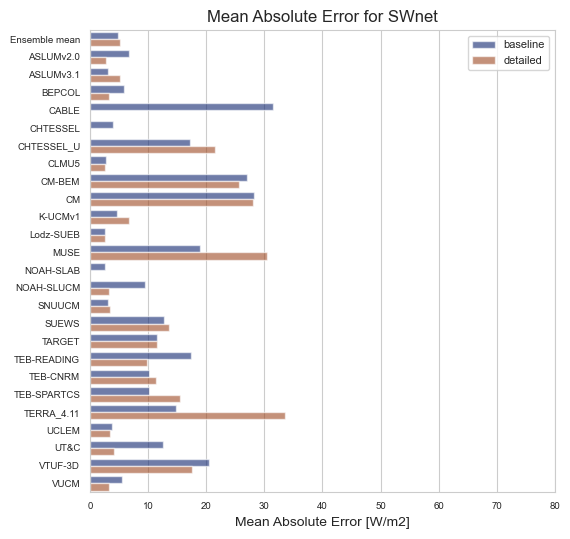 Mean Absolute Error for SWnet
baseline
detailed
Ensemble mean
ASLUMv2.0
ASLUMv3.1
BEPCOL
CABLE
CHTESSEL
CHTESSEL_U
CLMU5
CM-BEM
CM
K-UCMv1
Lodz-SUEB
MUSE
NOAH-SLAB
NOAH-SLUCM
SNUUCM
SUEWS
TARGET
TEB-READING
TEB-CNRM
TEB-SPARTCS
TERRA_4.11
UCLEM
UT&C
VTUF-3D
VUCM
0 10 20 30 40 50 60 70 80
Mean Absolute Error [W/m2]